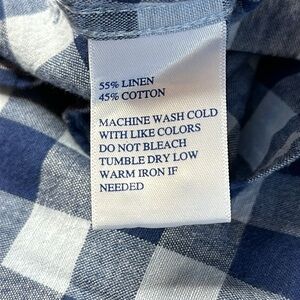 55% LINEN
45% COTTON
MACHINE WASH COLD
WITH LIKE COLORS
DO NOT BLEACH
TUMBLE DRY LOW
WARM IRON IF
NEEDED